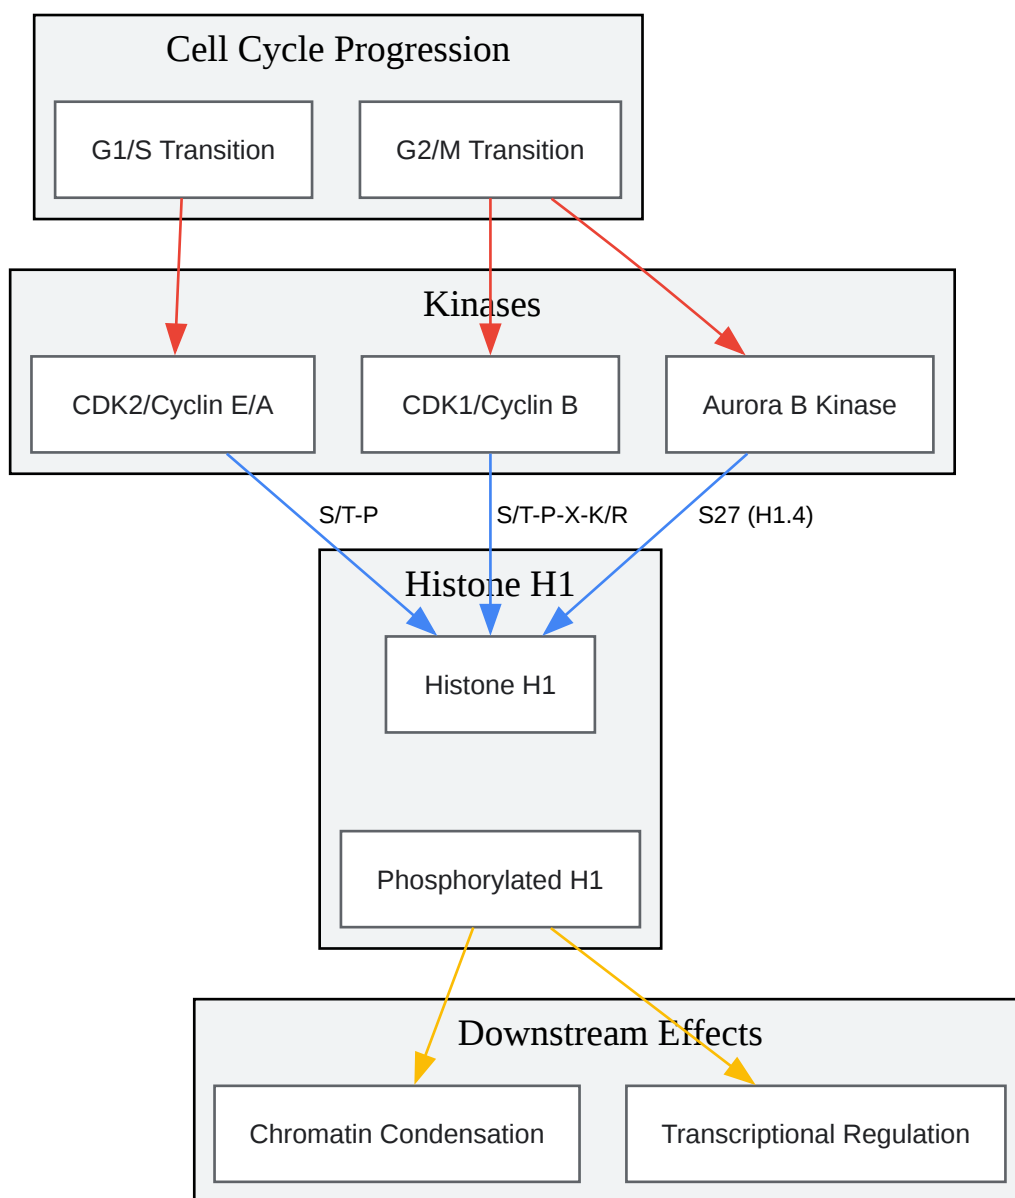 Cell Cycle Progression
G1/S Transition
G2/M Transition
Kinases
CDK2/Cyclin E/A
CDK1/Cyclin B
Aurora B Kinase
S/T-P
S/T-P-X-K/R
S27 (H1.4)
Histone H1
Histone H1
Phosphorylated H1
Downstream Effects
Chromatin Condensation
Transcriptional Regulation